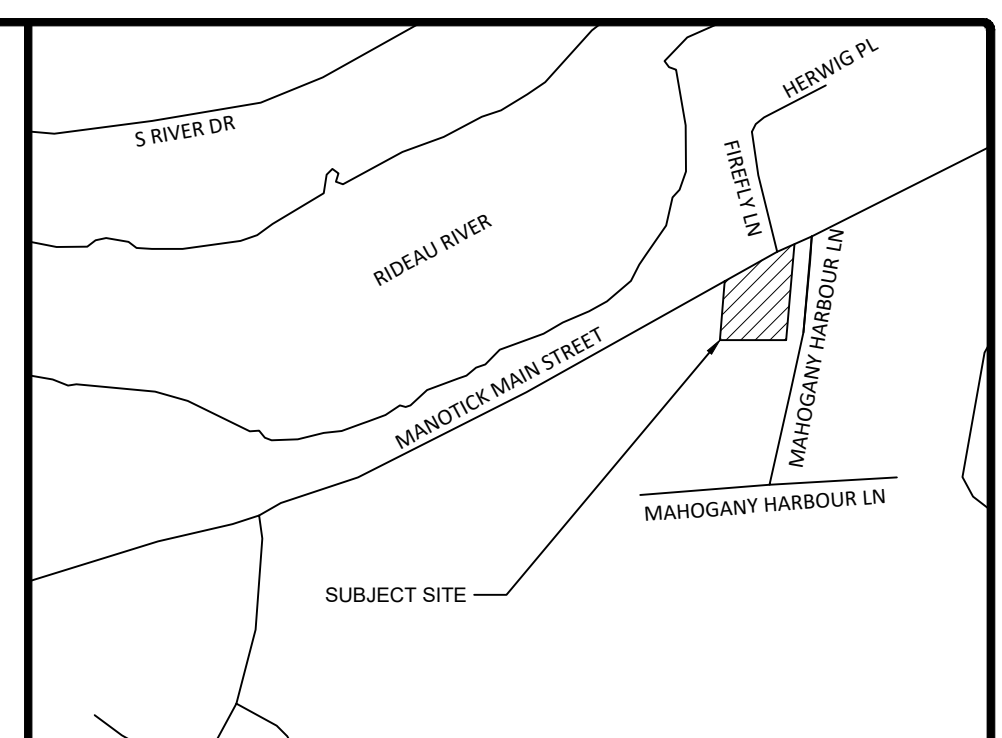 HERWIG PL
S RIVER DR
FIREFLY LN
RIDEAU RIVER
MAHOGANY HARBOUR LN
MANOTICK MAIN STREET
MAHOGANY HARBOUR LN
SUBJECT SITE